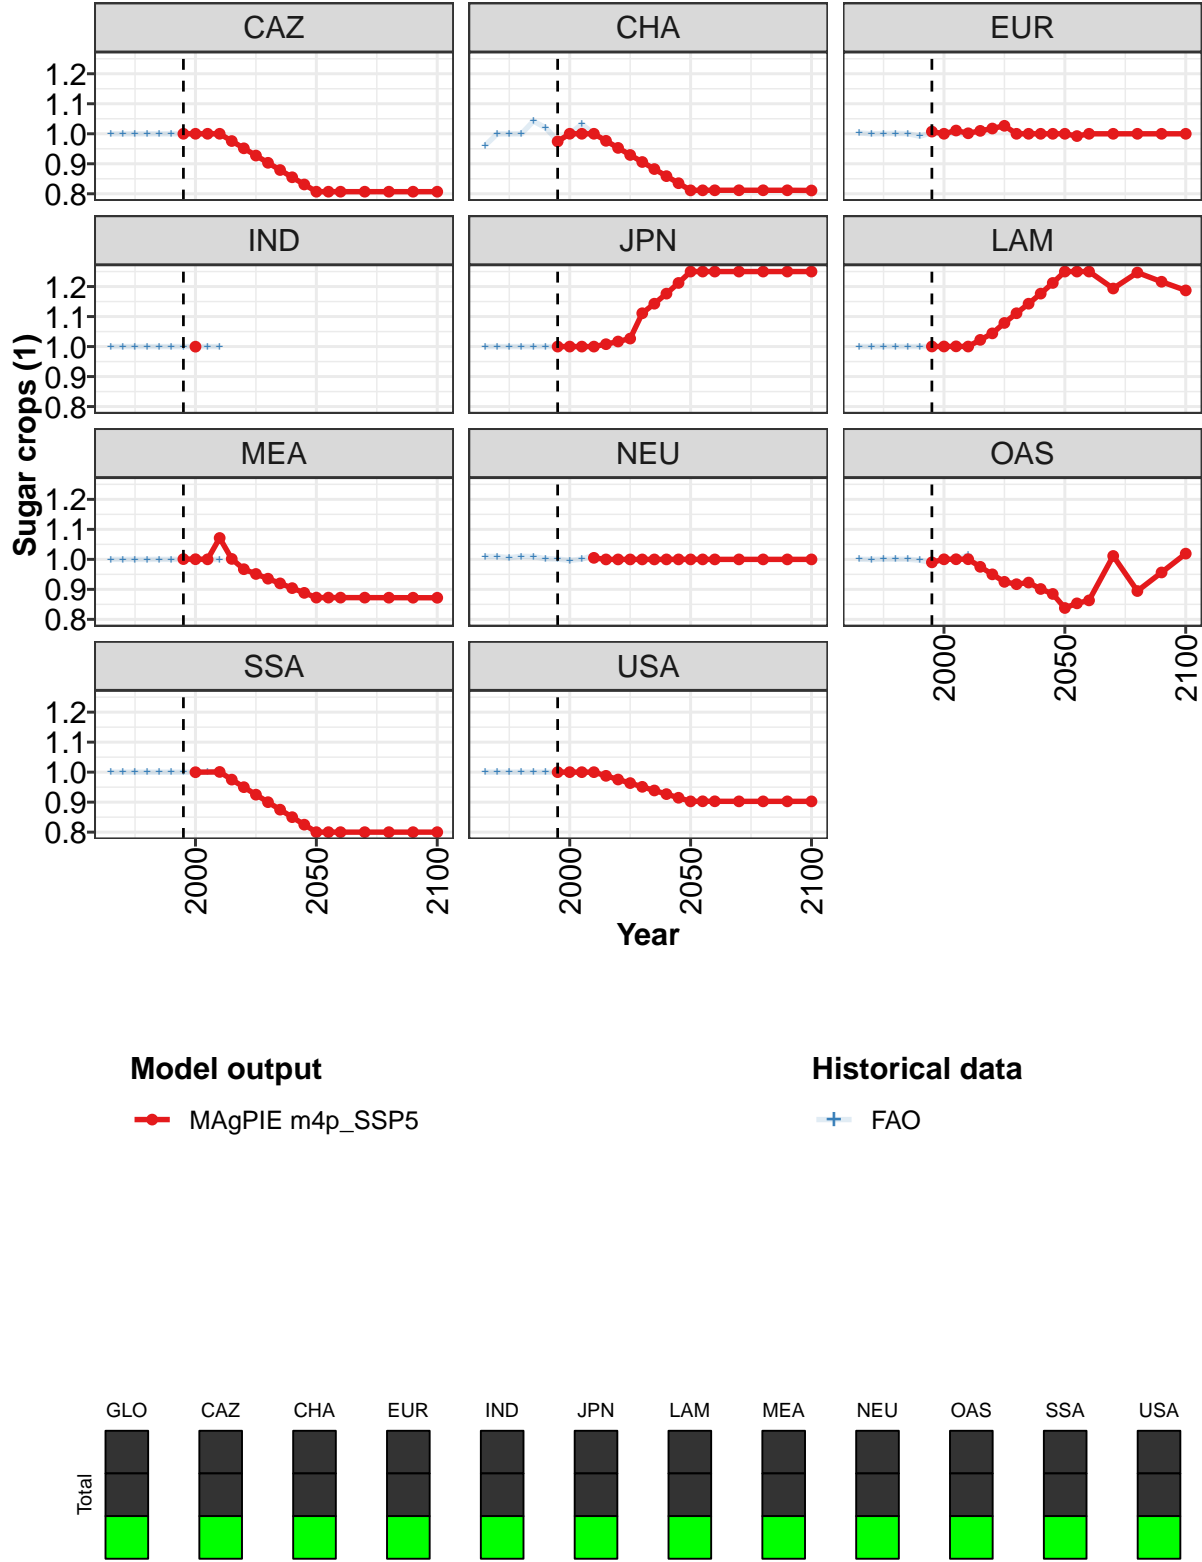 CAZ CHA EUR
1.2
1.1
1.0
0.9
0.8
IND JPN LAM
1.2
1.1
1.0
0.9
0.8
Sugar crops (1)
MEA NEU OAS
1.2
1.1
1.0
0.9
0.8
2000 2050 2100
SSA USA
1.2
1.1
1.0
0.9
0.8
2000 2050 2100 2000 2050 2100
Year
Model output Historical data
MAgPIE m4p_SSP5 FAO
GLO CAZ CHA EUR IND JPN LAM MEA NEU OAS SSA USA
Total